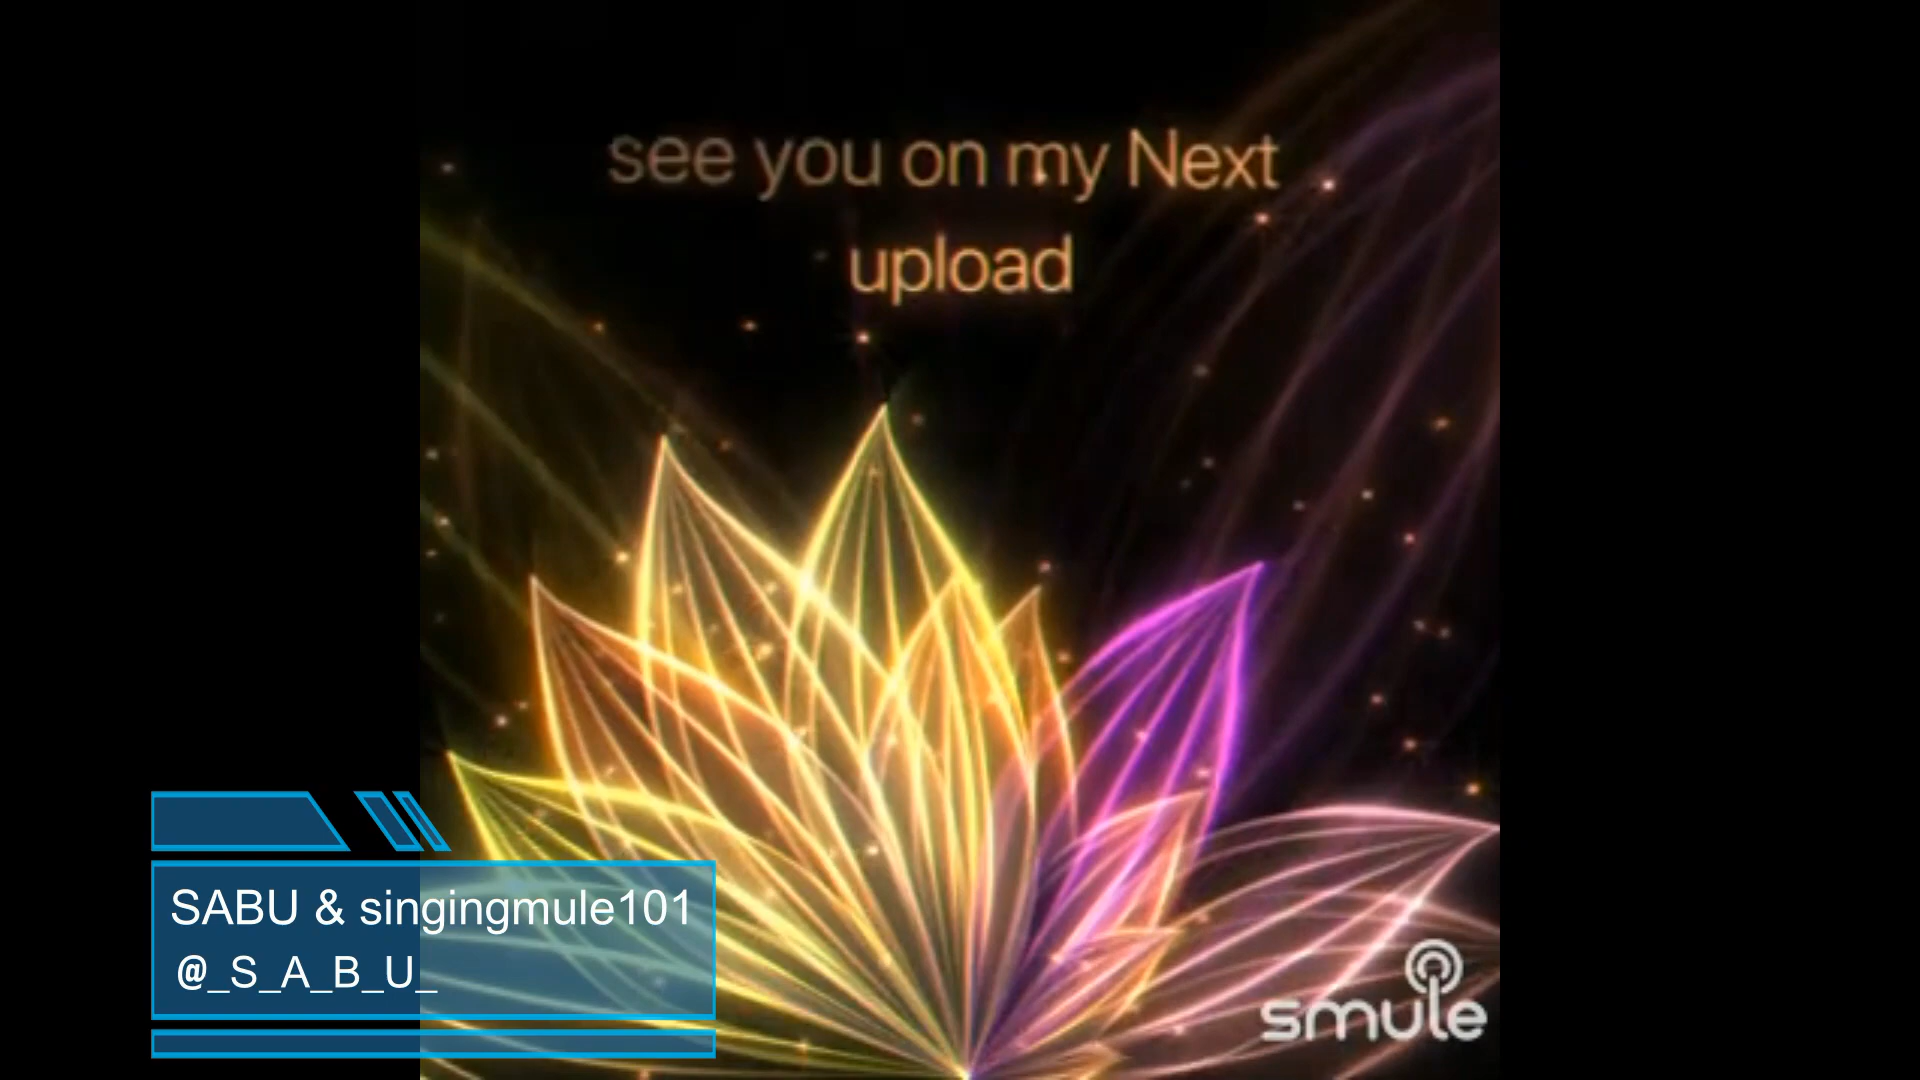 see you on my Next
upload
SABU & singingmule101
@_S_A_B_U_
smule